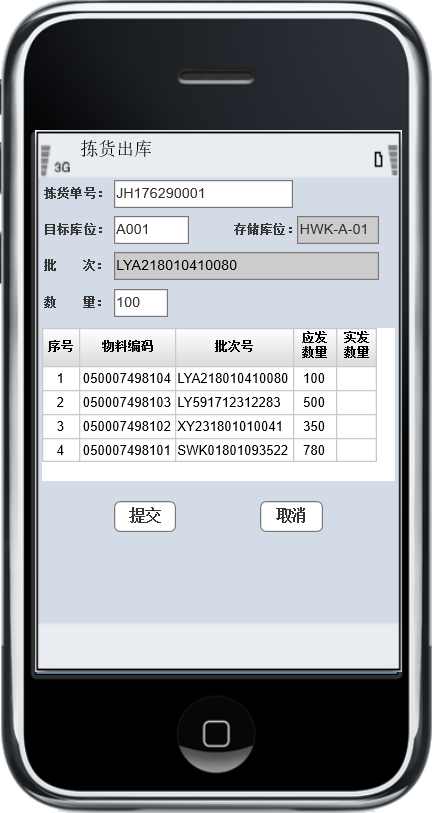 3G 拣货出库
拣货单号： JH176290001
目标库位： A001 存储库位： HWK-A-01
批 次： LYA218010410080
数 量： 100
序号 物料编码 批次号 应发数量 实发数量
1 050007498104 LYA218010410080 100
2 050007498103 LY591712312283 500
3 050007498102 XY231801010041 350
4 050007498101 SWK01801093522 780
提交 取消